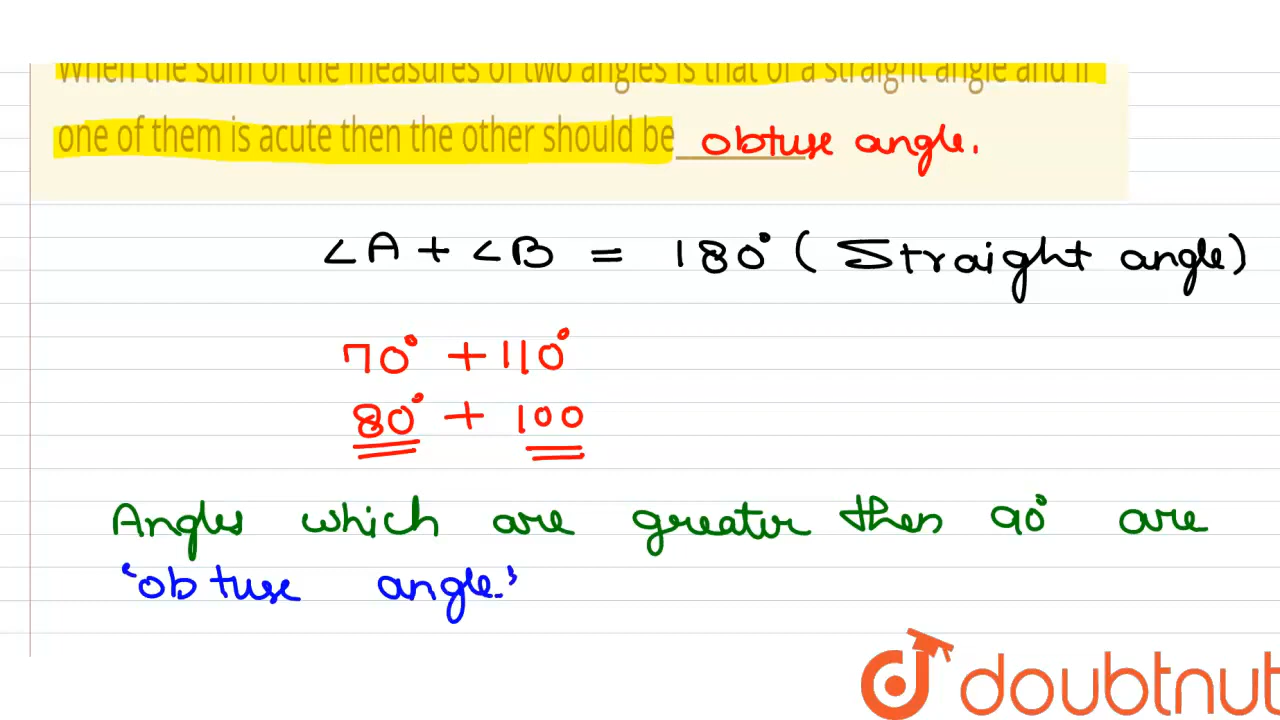 When the sum of the measures of two angles is that of a straight angle and if
one of them is acute then the other should be ________ obtuse angle.
∠A + ∠B = 180° ( Straight angle)
70° + 110°
80° + 100
Angles which are greater then 90° are
'obtuse angle.'
doubtnut